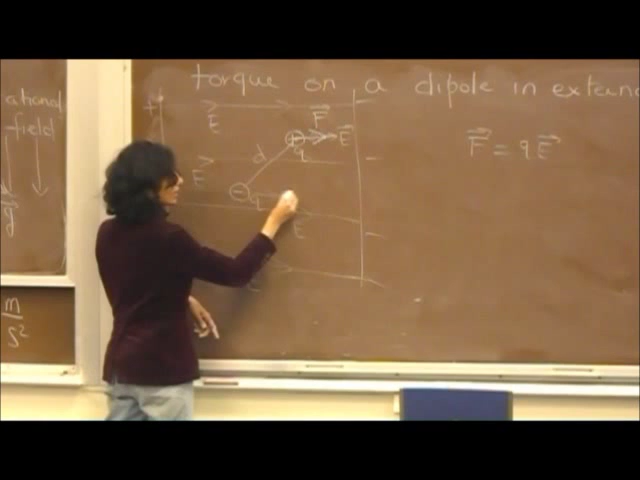 torque on a dipole in externa
ational
field
g
m
s²
+
E
F
E
d
q
E
q
E
F = qE